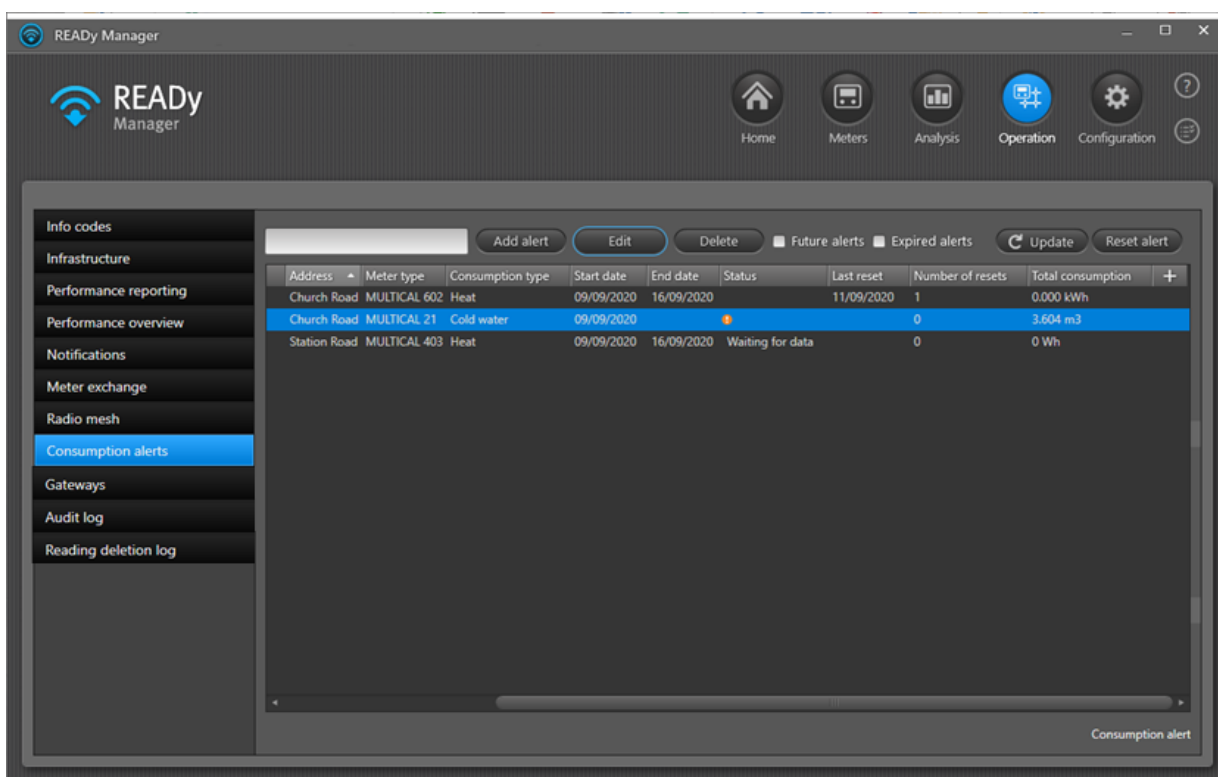 READy Manager
READy
Manager
Home Meters Analysis Operation Configuration
Info codes
Infrastructure
Performance reporting
Performance overview
Notifications
Meter exchange
Radio mesh
Consumption alerts
Gateways
Audit log
Reading deletion log
Add alert Edit Delete Future alerts Expired alerts Update Reset alert
Address Meter type Consumption type Start date End date Status Last reset Number of resets Total consumption +
Church Road MULTICAL 602 Heat 09/09/2020 16/09/2020 11/09/2020 1 0.000 kWh
Church Road MULTICAL 21 Cold water 09/09/2020 0 3.604 m3
Station Road MULTICAL 403 Heat 09/09/2020 16/09/2020 Waiting for data 0 0 Wh
Consumption alert